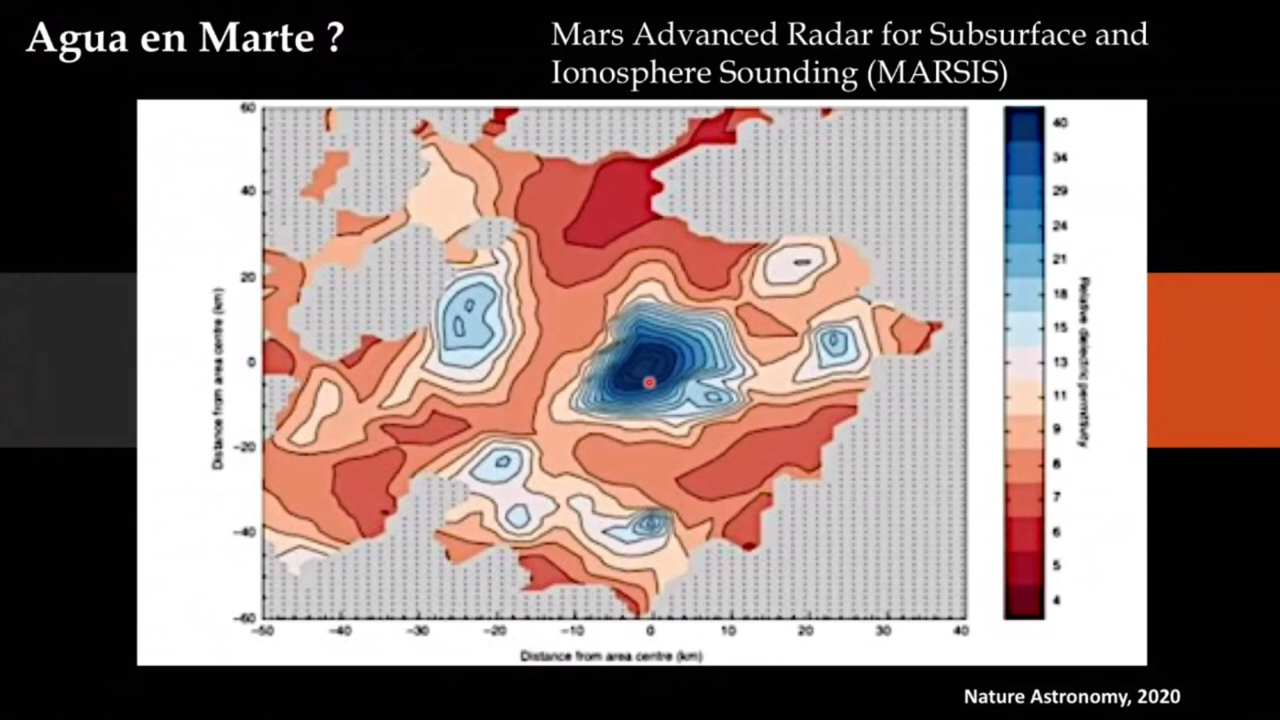 Agua en Marte ?
Mars Advanced Radar for Subsurface and
Ionosphere Sounding (MARSIS)
60
40
20
0
−20
−40
−60
Distance from area centre (km)
−50 −40 −30 −20 −10 0 10 20 30 40
Distance from area centre (km)
40
34
29
24
21
18
15
13
11
9
8
7
6
5
4
Relative dielectric permittivity
Nature Astronomy, 2020